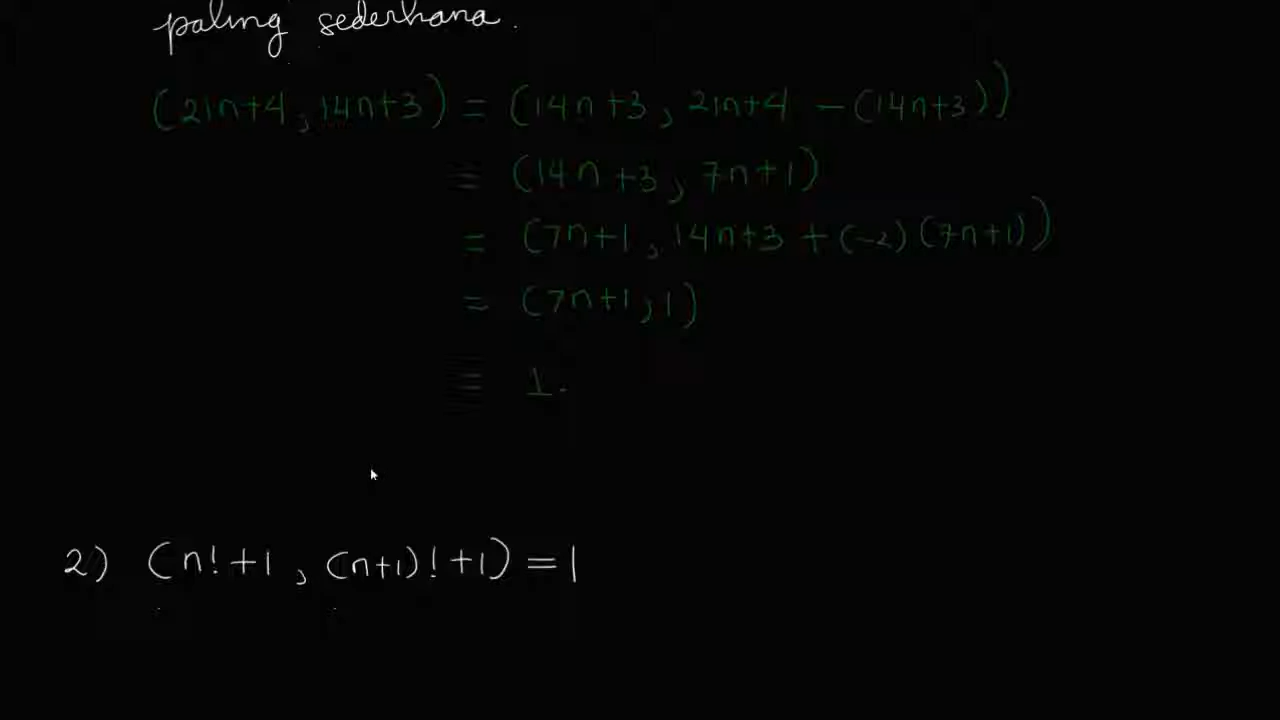 paling sederhana.
(21n+4, 14n+3) = (14n+3, 21n+4 -(14n+3))
= (14n+3, 7n+1)
= (7n+1, 14n+3 + (-2)(7n+1))
= (7n+1, 1)
= 1.
2) (n!+1, (n+1)!+1) = 1